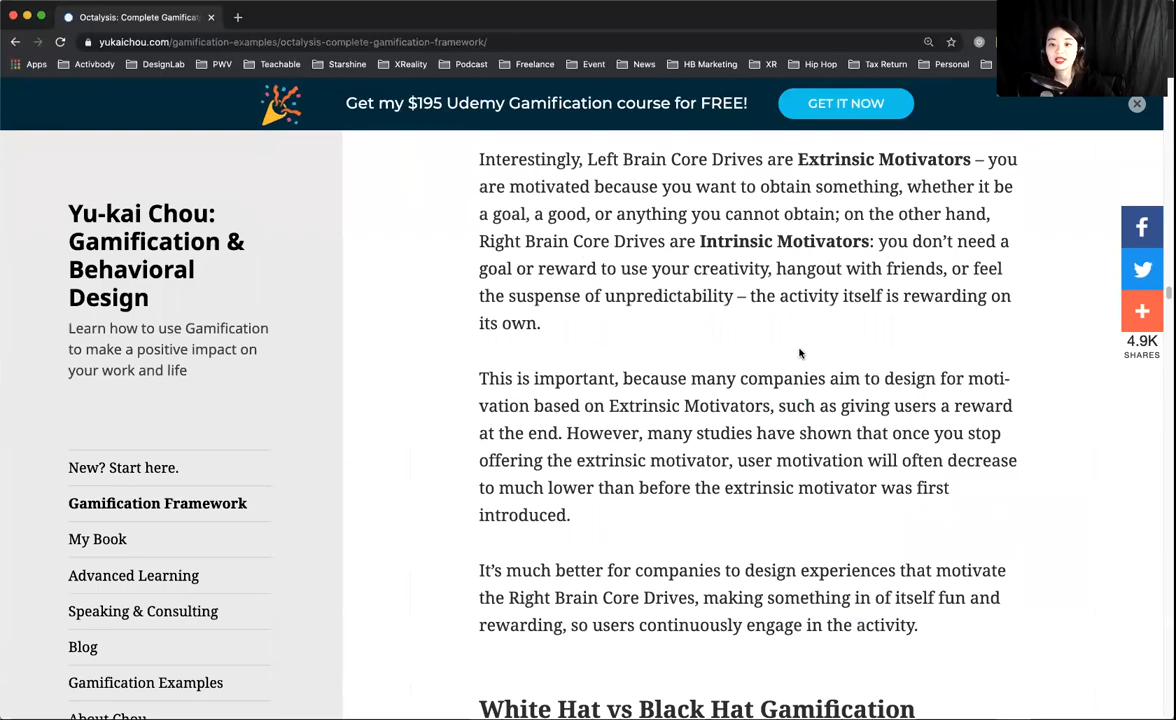 Octalysis: Complete Gamificat
yukaichou.com/gamification-examples/octalysis-complete-gamification-framework/
Apps Activbody DesignLab PWV Teachable Starshine XReality Podcast Freelance Event News HB Marketing XR Hip Hop Tax Return Personal
Get my $195 Udemy Gamification course for FREE! GET IT NOW
Yu-kai Chou:
Gamification &
Behavioral
Design
Learn how to use Gamification
to make a positive impact on
your work and life
New? Start here.
Gamification Framework
My Book
Advanced Learning
Speaking & Consulting
Blog
Gamification Examples
About Chou
Interestingly, Left Brain Core Drives are Extrinsic Motivators – you
are motivated because you want to obtain something, whether it be
a goal, a good, or anything you cannot obtain; on the other hand,
Right Brain Core Drives are Intrinsic Motivators: you don’t need a
goal or reward to use your creativity, hangout with friends, or feel
the suspense of unpredictability – the activity itself is rewarding on
its own.
This is important, because many companies aim to design for moti-
vation based on Extrinsic Motivators, such as giving users a reward
at the end. However, many studies have shown that once you stop
offering the extrinsic motivator, user motivation will often decrease
to much lower than before the extrinsic motivator was first
introduced.
It’s much better for companies to design experiences that motivate
the Right Brain Core Drives, making something in of itself fun and
rewarding, so users continuously engage in the activity.
White Hat vs Black Hat Gamification
4.9K
SHARES